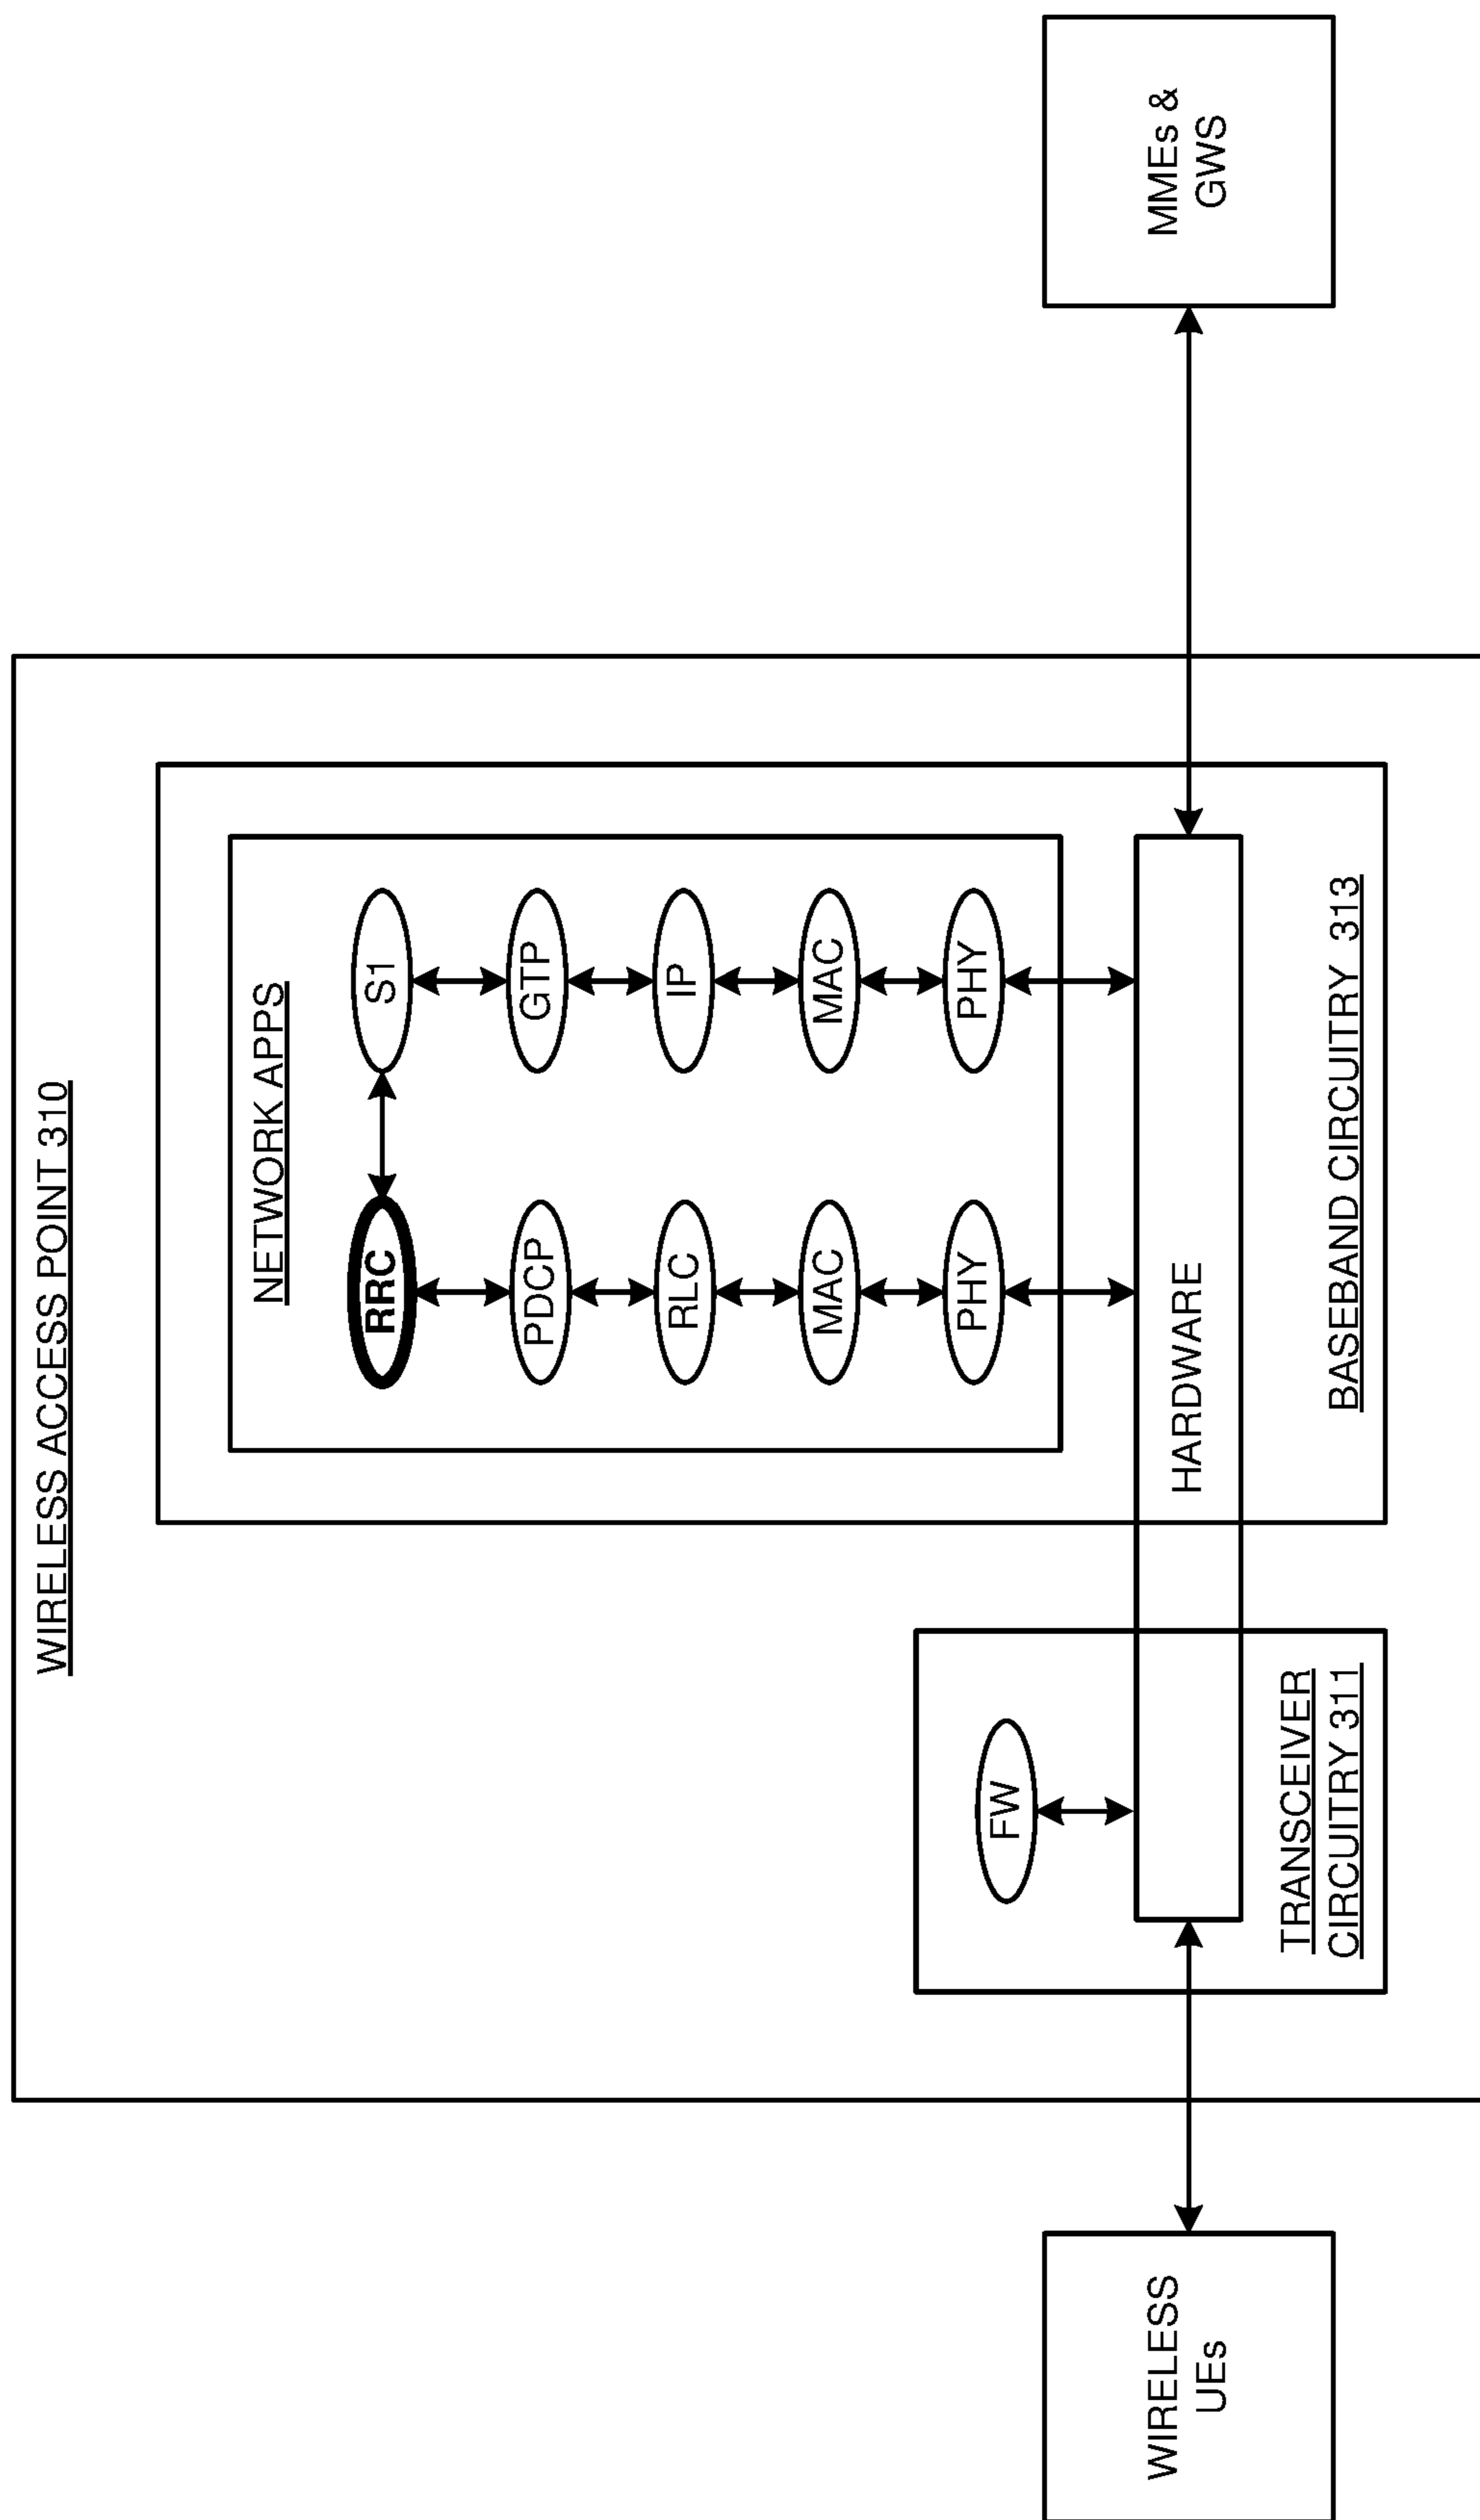 WIRELESS ACCESS POINT 310
NETWORK APPS
RRC
S1
PDCP
GTP
RLC
IP
MAC
MAC
PHY
PHY
FW
HARDWARE
TRANSCEIVER
CIRCUITRY 311
BASEBAND CIRCUITRY 313
WIRELESS
UEs
MMEs &
GWS